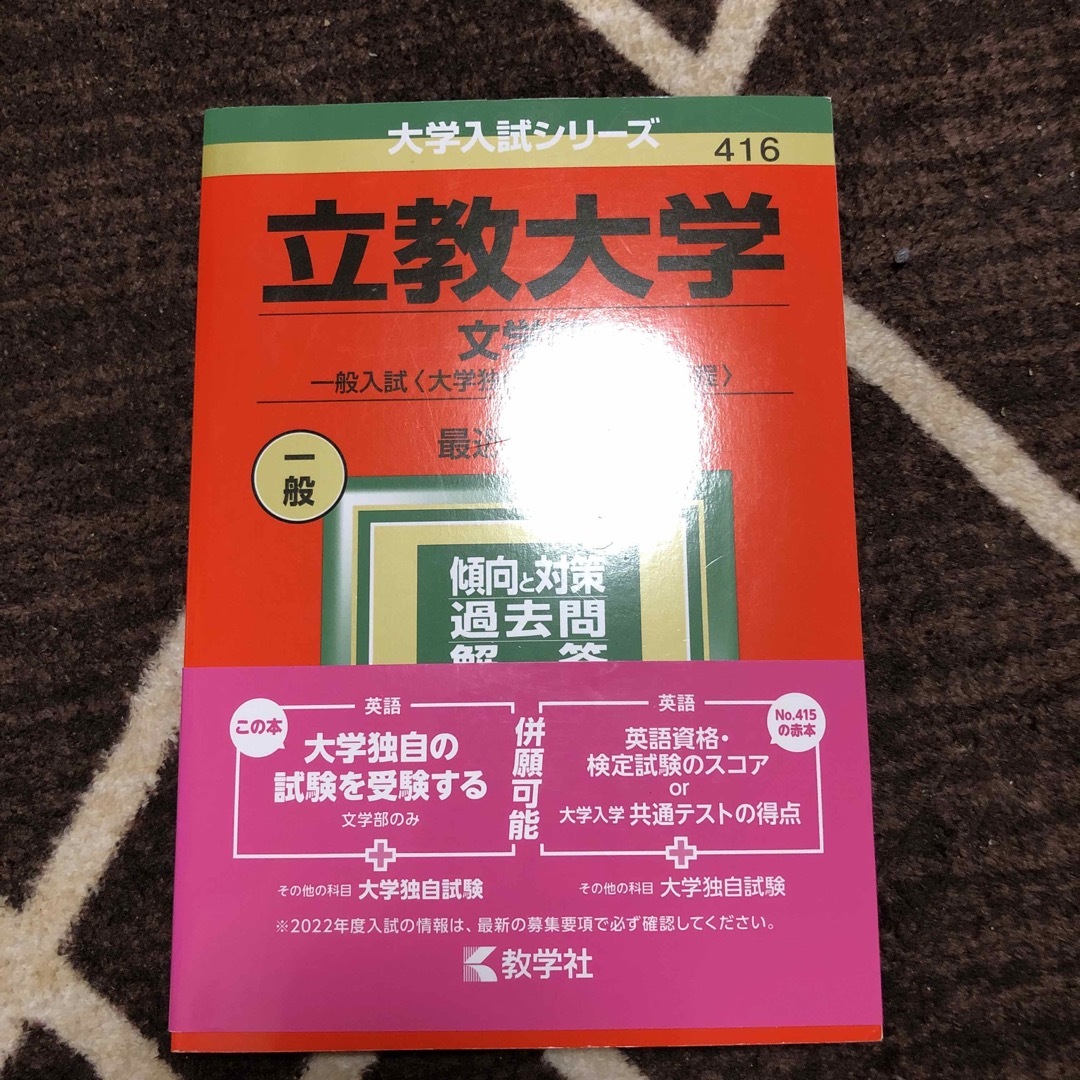 大学入試シリーズ
416
立教大学
文学
一般入試〈大学独
〉
最近
一般
傾向と対策
過去問
解答
この本
英語
大学独自の
試験を受験する
文学部のみ
+
その他の科目 大学独自試験
併願可能
No.415
の赤本
英語
英語資格・
検定試験のスコア
or
大学入学 共通テストの得点
+
その他の科目 大学独自試験
※2022年度入試の情報は、最新の募集要項で必ず確認してください。
教学社